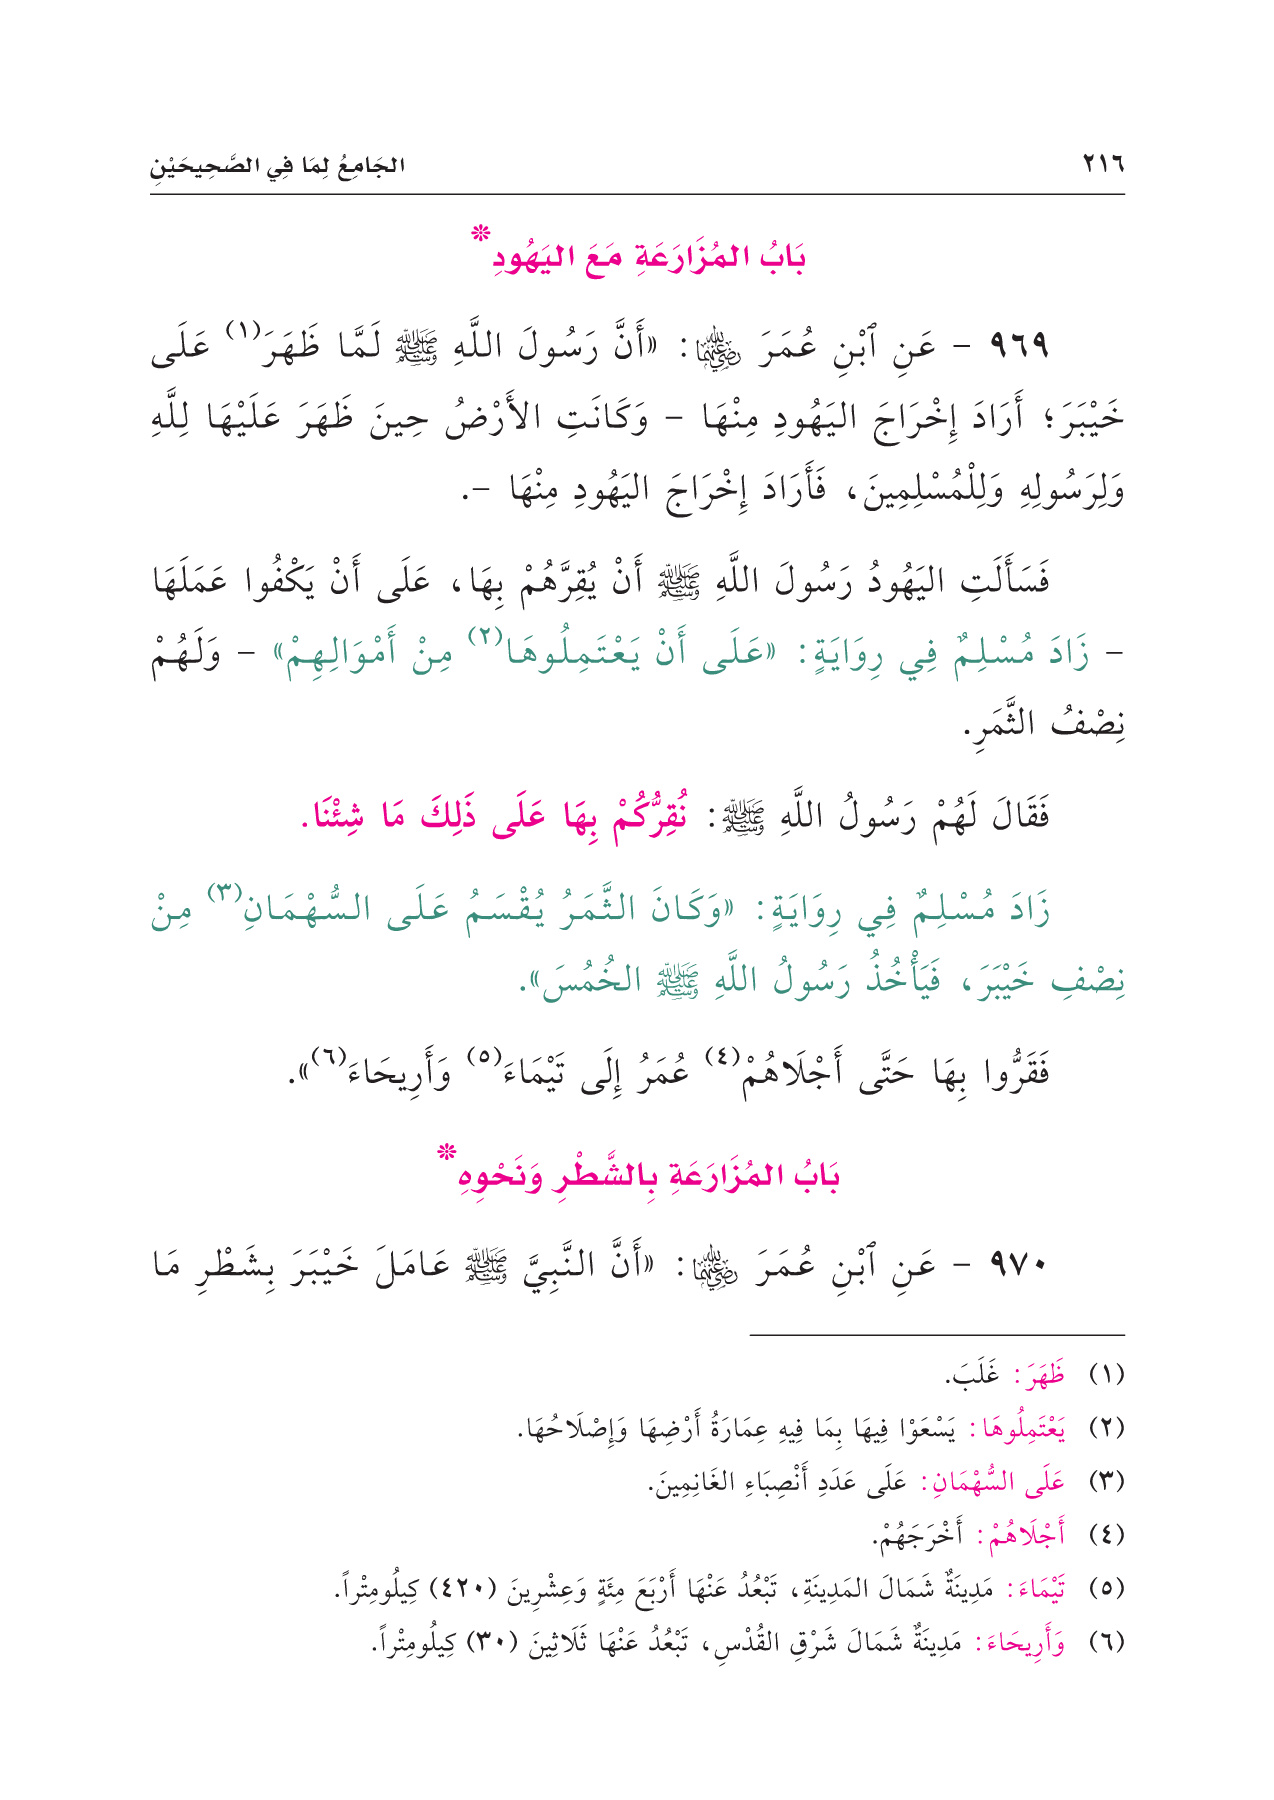 ٢١٦
الجَامِعُ لِمَا فِي الصَّحِيحَيْنِ
بَابُ المُزَارَعَةِ مَعَ اليَهُودِ*
٩٦٩ - عَنِ ٱبْنِ عُمَرَ رضي الله عنهما: «أَنَّ رَسُولَ اللَّهِ ﷺ لَمَّا ظَهَرَ(١) عَلَى
خَيْبَرَ؛ أَرَادَ إِخْرَاجَ اليَهُودِ مِنْهَا - وَكَانَتِ الأَرْضُ حِينَ ظَهَرَ عَلَيْهَا لِلَّهِ
وَلِرَسُولِهِ وَلِلْمُسْلِمِينَ، فَأَرَادَ إِخْرَاجَ اليَهُودِ مِنْهَا -.
فَسَأَلَتِ اليَهُودُ رَسُولَ اللَّهِ ﷺ أَنْ يُقِرَّهُمْ بِهَا، عَلَى أَنْ يَكْفُوا عَمَلَهَا
- زَادَ مُسْلِمٌ فِي رِوَايَةٍ: «عَلَى أَنْ يَعْتَمِلُوهَا(٢) مِنْ أَمْوَالِهِمْ» - وَلَهُمْ
نِصْفُ الثَّمَرِ.
فَقَالَ لَهُمْ رَسُولُ اللَّهِ ﷺ: نُقِرُّكُمْ بِهَا عَلَى ذَلِكَ مَا شِئْنَا.
زَادَ مُسْلِمٌ فِي رِوَايَةٍ: «وَكَانَ الثَّمَرُ يُقْسَمُ عَلَى السُّهْمَانِ(٣) مِنْ
نِصْفِ خَيْبَرَ، فَيَأْخُذُ رَسُولُ اللَّهِ ﷺ الخُمُسَ».
فَقَرُّوا بِهَا حَتَّى أَجْلَاهُمْ(٤) عُمَرُ إِلَى تَيْمَاءَ(٥) وَأَرِيحَاءَ(٦)».
بَابُ المُزَارَعَةِ بِالشَّطْرِ وَنَحْوِهِ*
٩٧٠ - عَنِ ٱبْنِ عُمَرَ رضي الله عنهما: «أَنَّ النَّبِيَّ ﷺ عَامَلَ خَيْبَرَ بِشَطْرِ مَا
(١) ظَهَرَ: غَلَبَ.
(٢) يَعْتَمِلُوهَا: يَسْعَوْا فِيهَا بِمَا فِيهِ عِمَارَةُ أَرْضِهَا وَإِصْلَاحُهَا.
(٣) عَلَى السُّهْمَانِ: عَلَى عَدَدِ أَنْصِبَاءِ الغَانِمِينَ.
(٤) أَجْلَاهُمْ: أَخْرَجَهُمْ.
(٥) تَيْمَاءَ: مَدِينَةٌ شَمَالَ المَدِينَةِ، تَبْعُدُ عَنْهَا أَرْبَعَ مِئَةٍ وَعِشْرِينَ (٤٢٠) كِيلُومِتْراً.
(٦) وَأَرِيحَاءَ: مَدِينَةٌ شَمَالَ شَرْقِ القُدْسِ، تَبْعُدُ عَنْهَا ثَلَاثِينَ (٣٠) كِيلُومِتْراً.